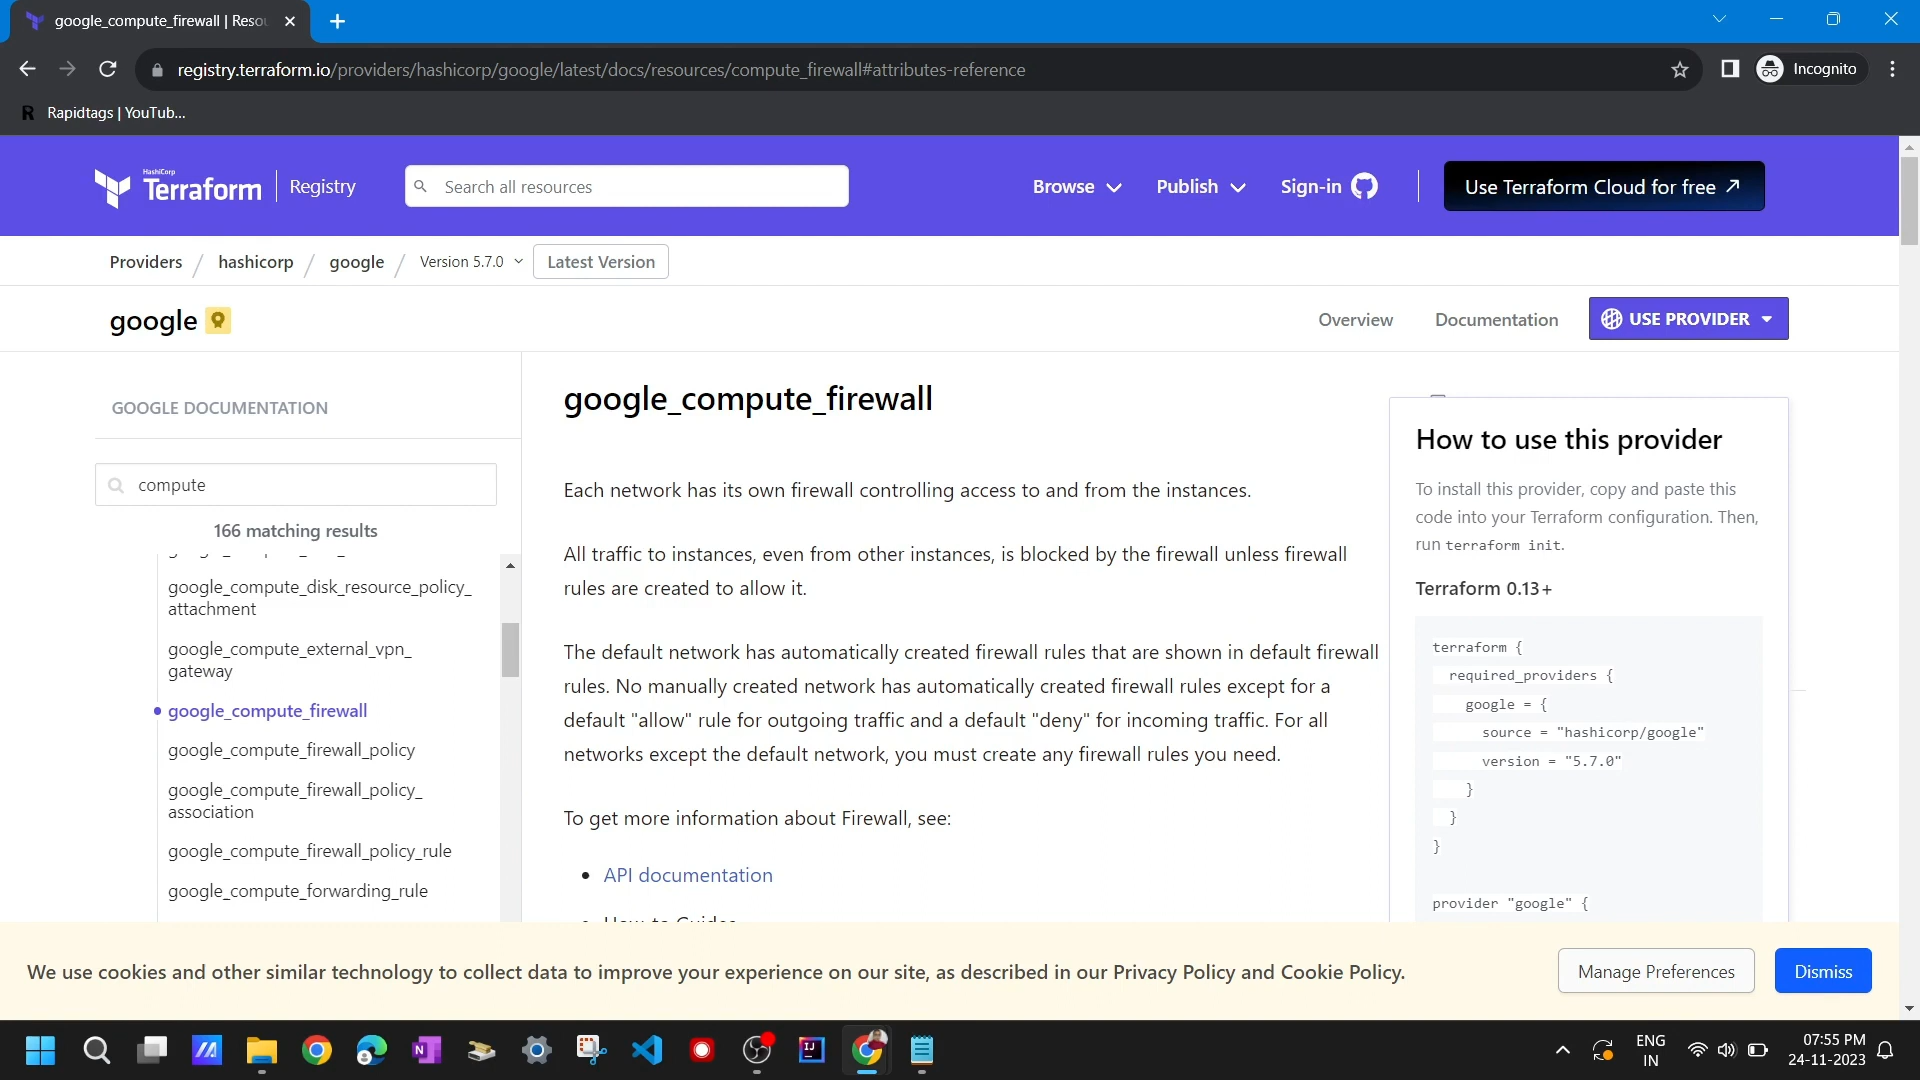 google_compute_firewall | Reso
registry.terraform.io/providers/hashicorp/google/latest/docs/resources/compute_firewall#attributes-reference
Incognito
R Rapidtags | YouTub...
HashiCorp
Terraform
Registry
Search all resources
Browse
Publish
Sign-in
Use Terraform Cloud for free
Providers / hashicorp / google / Version 5.7.0
Latest Version
google
Overview
Documentation
USE PROVIDER
GOOGLE DOCUMENTATION
compute
166 matching results
google_compute_disk_resource_policy_
attachment
google_compute_external_vpn_
gateway
google_compute_firewall
google_compute_firewall_policy
google_compute_firewall_policy_
association
google_compute_firewall_policy_rule
google_compute_forwarding_rule
google_compute_firewall
Each network has its own firewall controlling access to and from the instances.
All traffic to instances, even from other instances, is blocked by the firewall unless firewall
rules are created to allow it.
The default network has automatically created firewall rules that are shown in default firewall
rules. No manually created network has automatically created firewall rules except for a
default "allow" rule for outgoing traffic and a default "deny" for incoming traffic. For all
networks except the default network, you must create any firewall rules you need.
To get more information about Firewall, see:
• API documentation
How-to Guides
How to use this provider
To install this provider, copy and paste this
code into your Terraform configuration. Then,
run terraform init.
Terraform 0.13+
terraform {
required_providers {
google = {
source = "hashicorp/google"
version = "5.7.0"
}
}
}
provider "google" {
We use cookies and other similar technology to collect data to improve your experience on our site, as described in our Privacy Policy and Cookie Policy.
Manage Preferences
Dismiss
N
IJ
ENG
IN
07:55 PM
24-11-2023